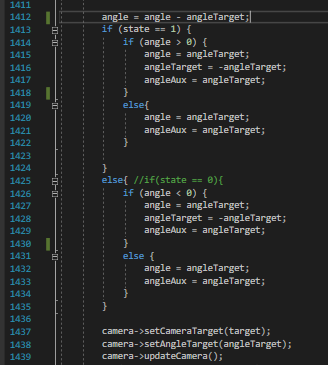 1411
1412 angle = angle - angleTarget;
1413 if (state == 1) {
1414 if (angle > 0) {
1415 angle = angleTarget;
1416 angleTarget = -angleTarget;
1417 angleAux = angleTarget;
1418 }
1419 else{
1420 angle = angleTarget;
1421 angleAux = angleTarget;
1422 }
1423
1424 }
1425 else{ //if(state == 0){
1426 if (angle < 0) {
1427 angle = angleTarget;
1428 angleTarget = -angleTarget;
1429 angleAux = angleTarget;
1430 }
1431 else {
1432 angle = angleTarget;
1433 angleAux = angleTarget;
1434 }
1435 }
1436
1437 camera->setCameraTarget(target);
1438 camera->setAngleTarget(angleTarget);
1439 camera->updateCamera();